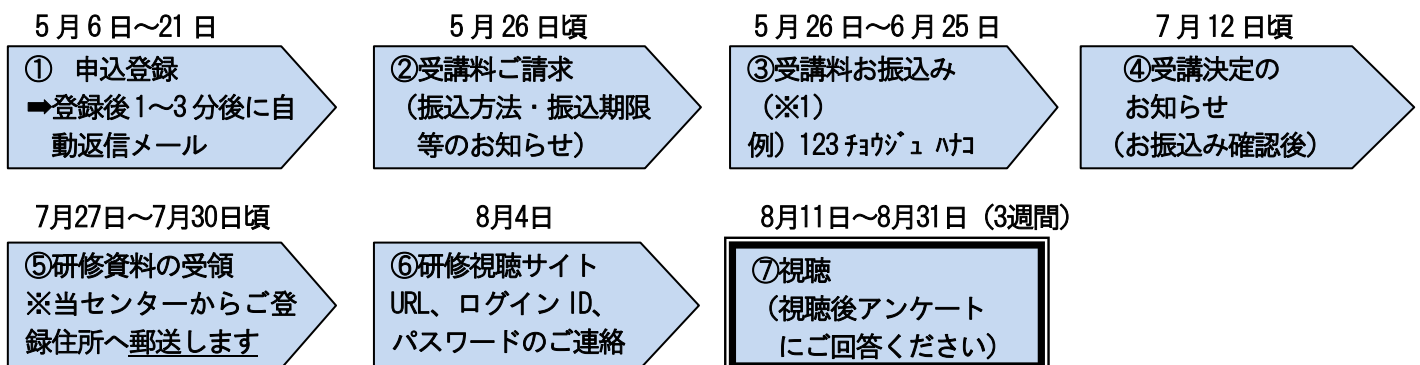 5月6日～21日
①　申込登録
➡登録後1～3分後に自
動返信メール
5月26日頃
②受講料ご請求
（振込方法・振込期限
等のお知らせ）
5月26日～6月25日
③受講料お振込み
（※1）
例）123ﾁｮｳｼﾞｭ ﾊﾅｺ
7月12日頃
④受講決定の
お知らせ
（お振込み確認後）
7月27日～7月30日頃
⑤研修資料の受領
※当センターからご登
録住所へ郵送します
8月4日
⑥研修視聴サイト
URL、ログインID、
パスワードのご連絡
8月11日～8月31日（3週間）
⑦視聴
（視聴後アンケート
にご回答ください）